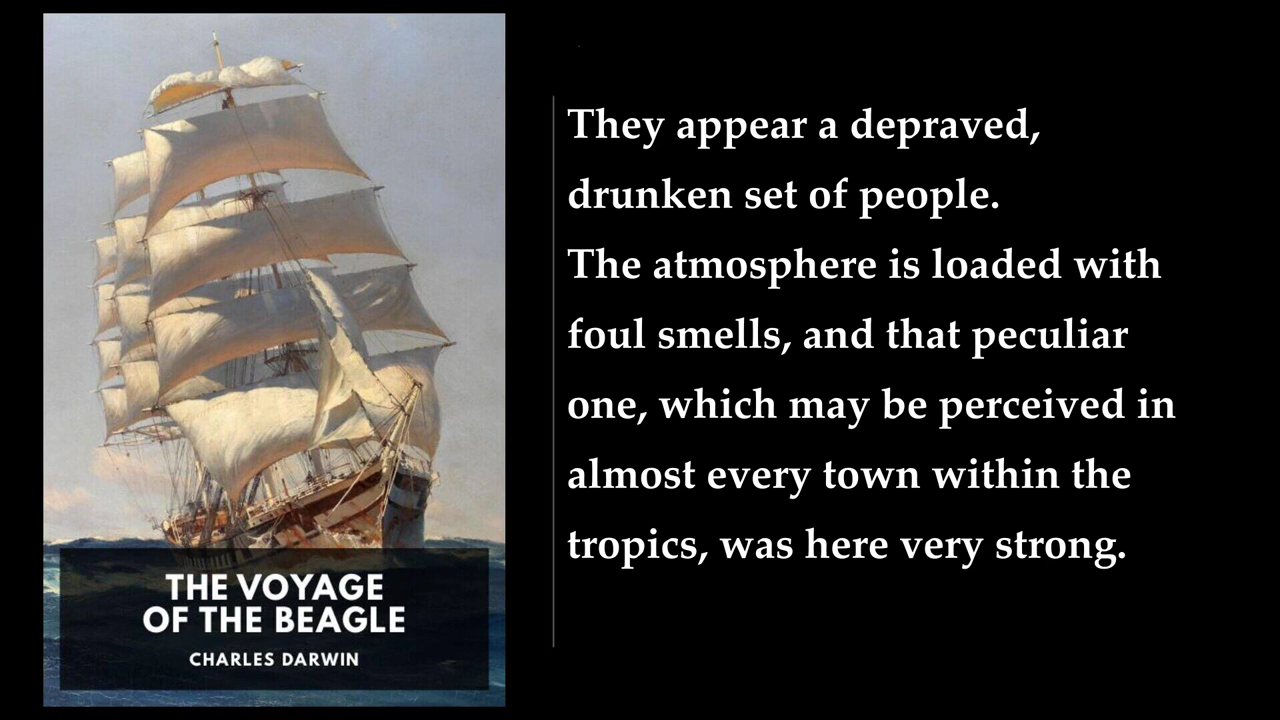 They appear a depraved,
drunken set of people.
The atmosphere is loaded with
foul smells, and that peculiar
one, which may be perceived in
almost every town within the
tropics, was here very strong.
THE VOYAGE
OF THE BEAGLE
CHARLES DARWIN